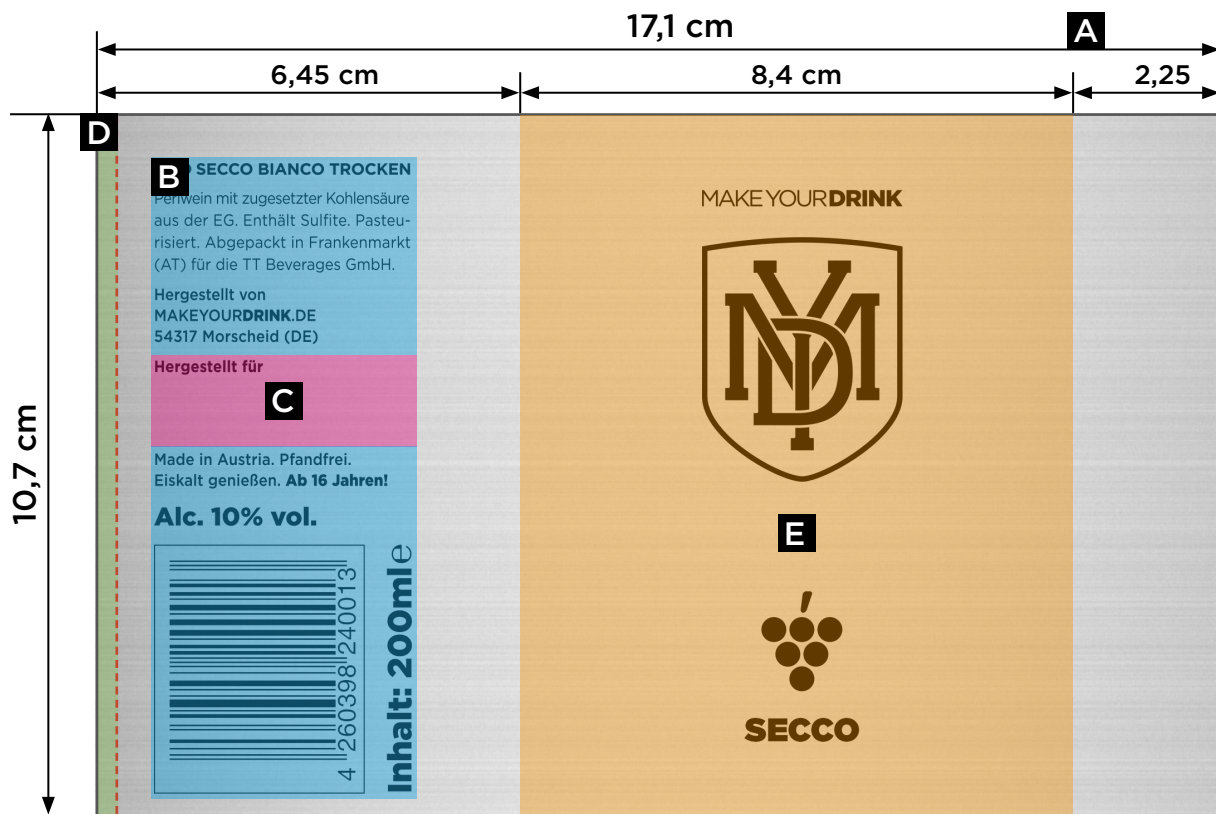 17,1 cm
A
6,45 cm
8,4 cm
2,25
D
B
SECCO BIANCO TROCKEN
Perlwein mit zugesetzter Kohlensäure
aus der EG. Enthält Sulfite. Pasteu-
risiert. Abgepackt in Frankenmarkt
(AT) für die TT Beverages GmbH.
Hergestellt von
MAKEYOURDRINK.DE
54317 Morscheid (DE)
Hergestellt für
C
Made in Austria. Pfandfrei.
Eiskalt genießen. Ab 16 Jahren!
Alc. 10% vol.
4 260398 240013
Inhalt: 200ml e
10,7 cm
MAKEYOURDRINK
MYD
E
SECCO